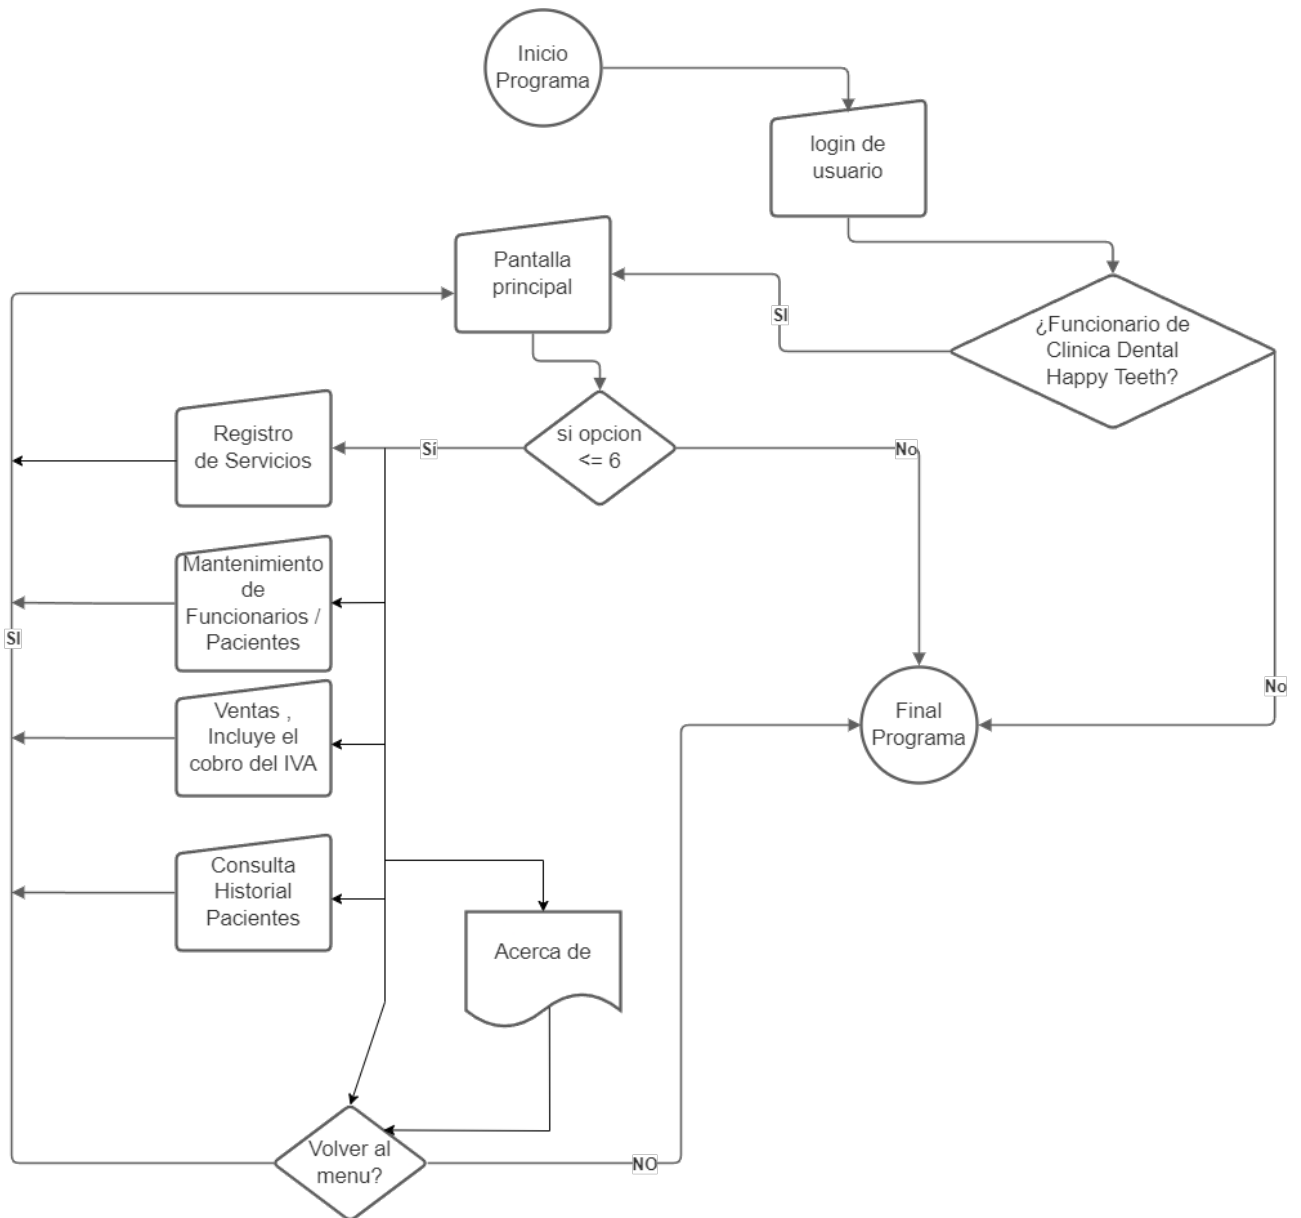 Inicio
Programa
login de
usuario
Pantalla
principal
SI
¿Funcionario de
Clinica Dental
Happy Teeth?
Registro
de Servicios
Sí
si opcion
<= 6
No
Mantenimiento
de
Funcionarios /
Pacientes
SI
Ventas ,
Incluye el
cobro del IVA
Final
Programa
No
Consulta
Historial
Pacientes
Acerca de
Volver al
menu?
NO